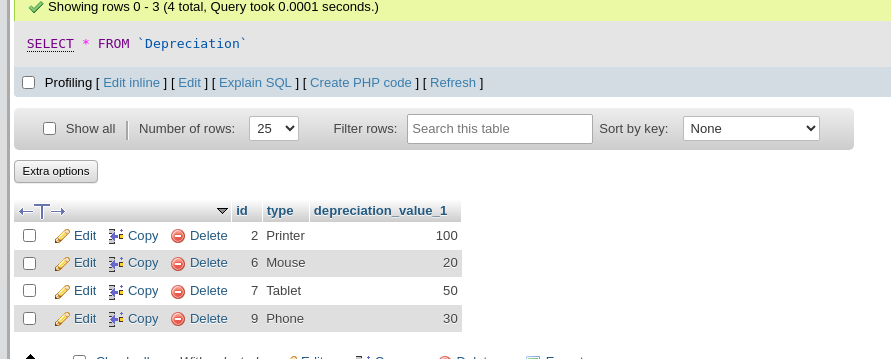 Showing rows 0 - 3 (4 total, Query took 0.0001 seconds.)
SELECT * FROM `Depreciation`
Profiling [ Edit inline ] [ Edit ] [ Explain SQL ] [ Create PHP code ] [ Refresh ]
Show all | Number of rows: 25 Filter rows: Search this table Sort by key: None
Extra options
←T→ id type depreciation_value_1
Edit Copy Delete 2 Printer 100
Edit Copy Delete 6 Mouse 20
Edit Copy Delete 7 Tablet 50
Edit Copy Delete 9 Phone 30